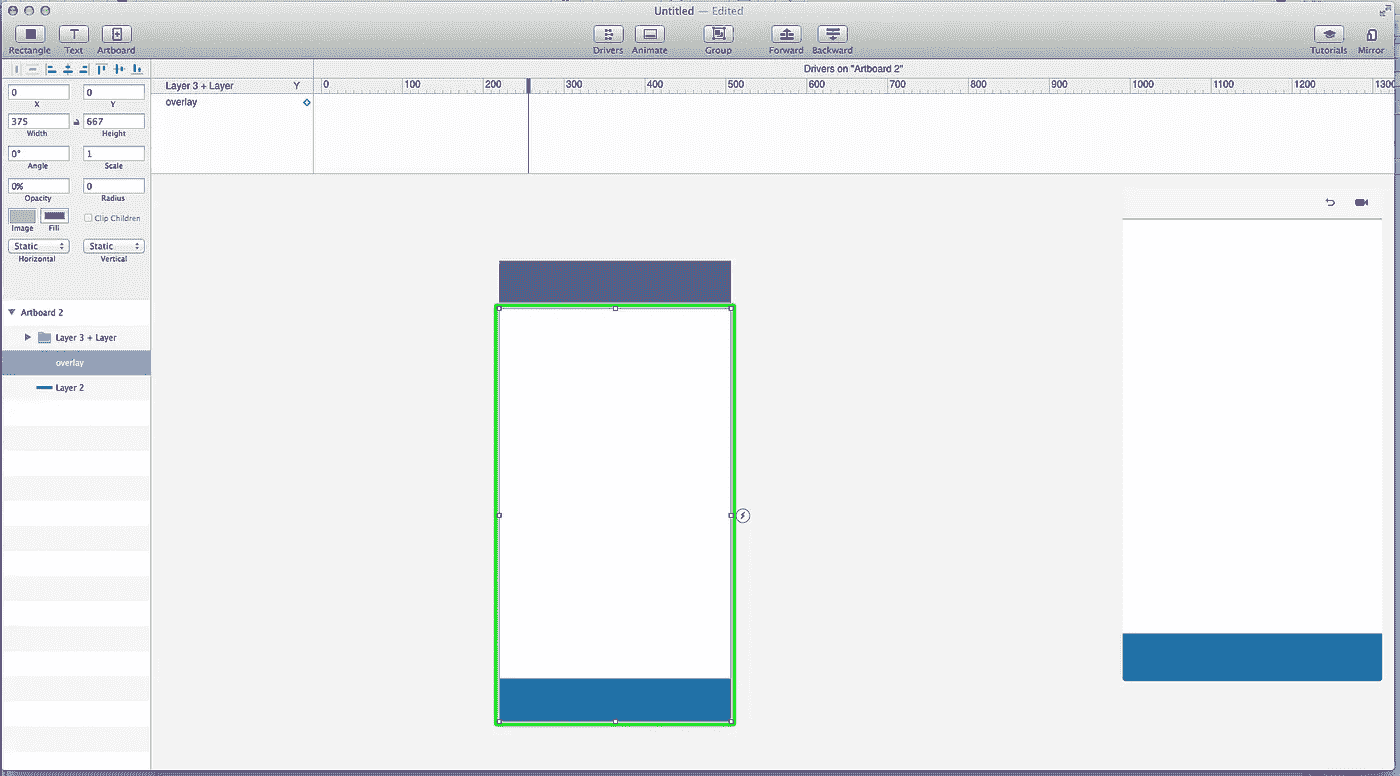 Untitled — Edited
Rectangle Text Artboard Drivers Animate Group Forward Backward Tutorials Mirror
Drivers on "Artboard 2"
Layer 3 + Layer Y 0 100 200 300 400 500 600 700 800 900 1000 1100 1200 1300
overlay
0 0
X Y
375 667
Width Height
0° 1
Angle Scale
0% 0
Opacity Radius
Clip Children
Image Fill
Static Static
Horizontal Vertical
Artboard 2
Layer 3 + Layer
overlay
Layer 2